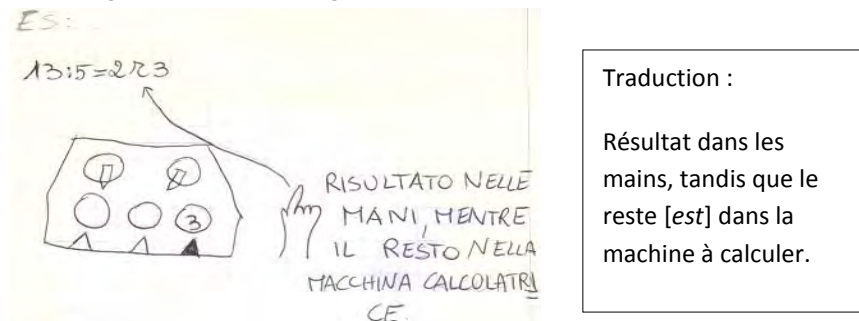 ES:
13:5=2R3
3
RISULTATO NELLE
MANI, MENTRE
IL RESTO NELLA
MACCHINA CALCOLATRI
CE.
Traduction :
Résultat dans les
mains, tandis que le
reste [est] dans la
machine à calculer.